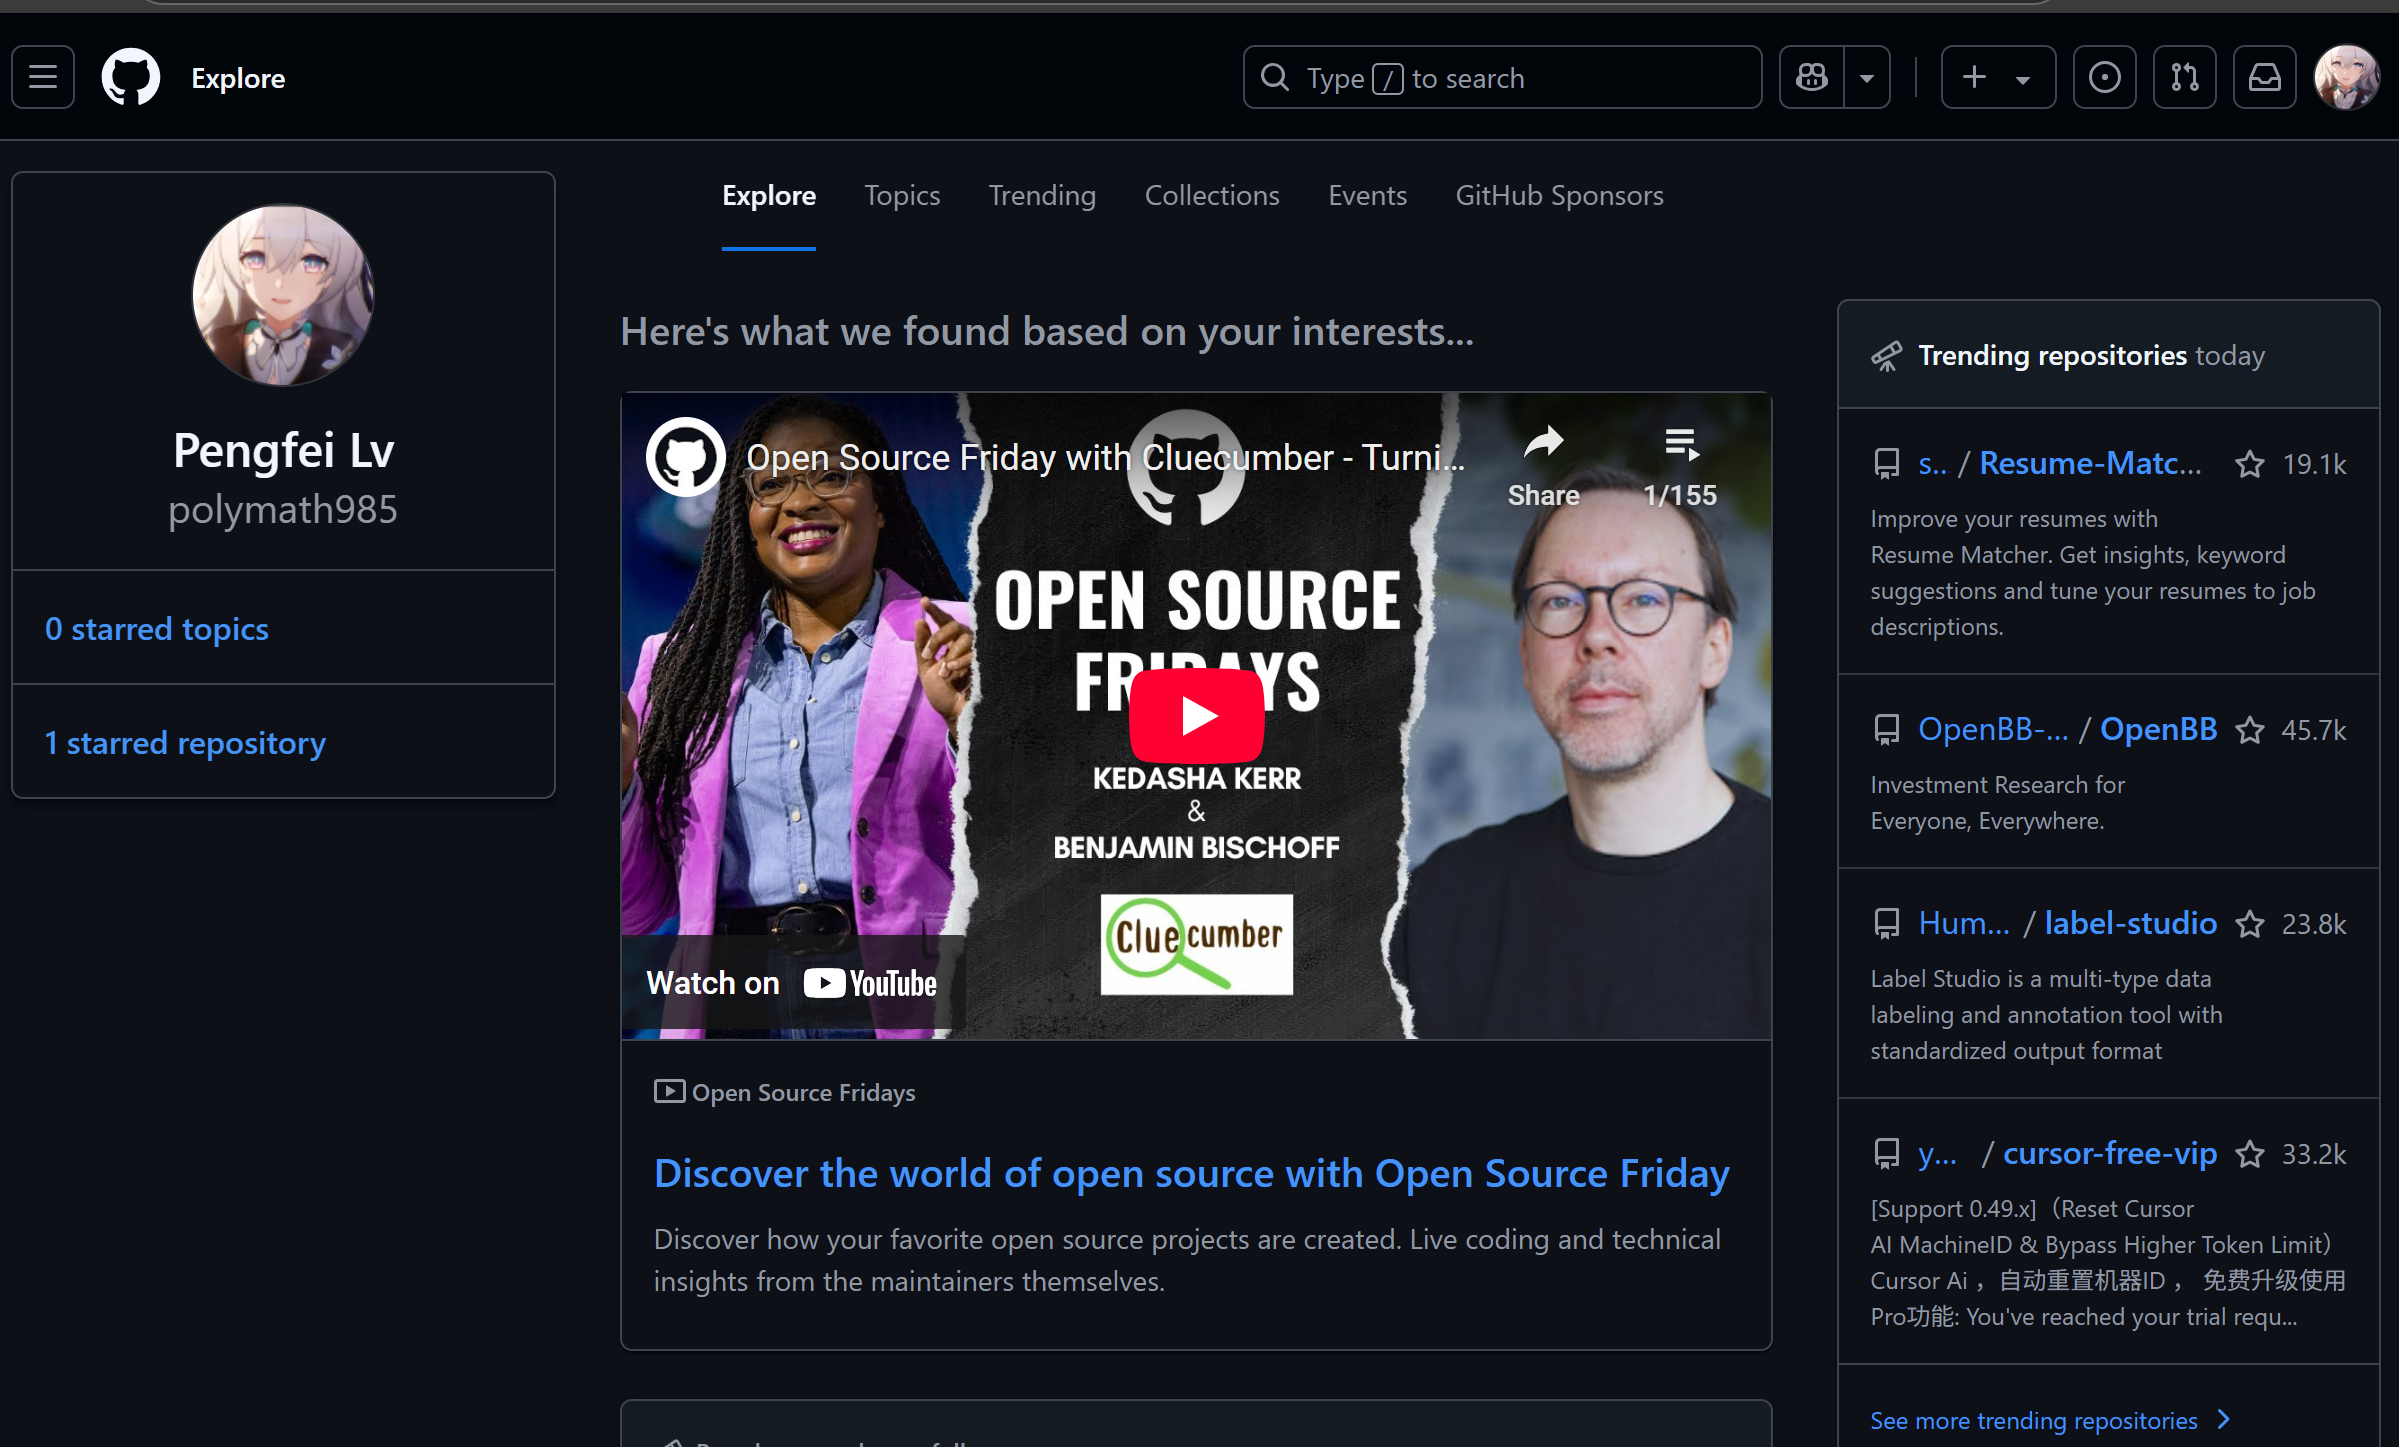 Explore
Type / to search
Pengfei Lv
polymath985
0 starred topics
1 starred repository
Explore
Topics
Trending
Collections
Events
GitHub Sponsors
Here's what we found based on your interests...
Open Source Friday with Cluecumber - Turni...
Share
1/155
OPEN SOURCE
FRIDAYS
KEDASHA KERR
&
BENJAMIN BISCHOFF
Cluecumber
Watch on YouTube
Open Source Fridays
Discover the world of open source with Open Source Friday
Discover how your favorite open source projects are created. Live coding and technical
insights from the maintainers themselves.
Trending repositories today
s... / Resume-Matc... 19.1k
Improve your resumes with
Resume Matcher. Get insights, keyword
suggestions and tune your resumes to job
descriptions.
OpenBB-... / OpenBB 45.7k
Investment Research for
Everyone, Everywhere.
Hum... / label-studio 23.8k
Label Studio is a multi-type data
labeling and annotation tool with
standardized output format
y... / cursor-free-vip 33.2k
[Support 0.49.x]（Reset Cursor
AI MachineID & Bypass Higher Token Limit）
Cursor Ai ，自动重置机器ID ， 免费升级使用
Pro功能: You've reached your trial requ...
See more trending repositories